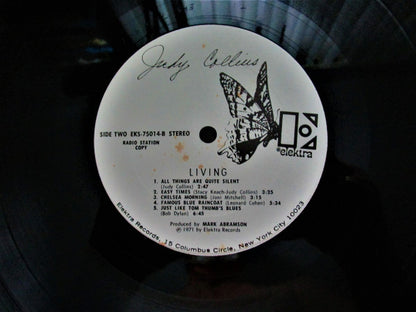 Judy Collins
SIDE TWO EKS-75014-B STEREO
RADIO STATION
COPY
elektra
LIVING
1. ALL THINGS ARE QUITE SILENT
(Judy Collins) 2:47
2. EASY TIMES (Stacy Keach-Judy Collins) 3:25
3. CHELSEA MORNING (Joni Mitchell) 3:15
4. FAMOUS BLUE RAINCOAT (Leonard Cohen) 5:34
5. JUST LIKE TOM THUMB'S BLUES
(Bob Dylan) 6:45
Produced by MARK ABRAMSON
℗ 1971 by Elektra Records
Elektra Records, 15 Columbus Circle, New York City 10023